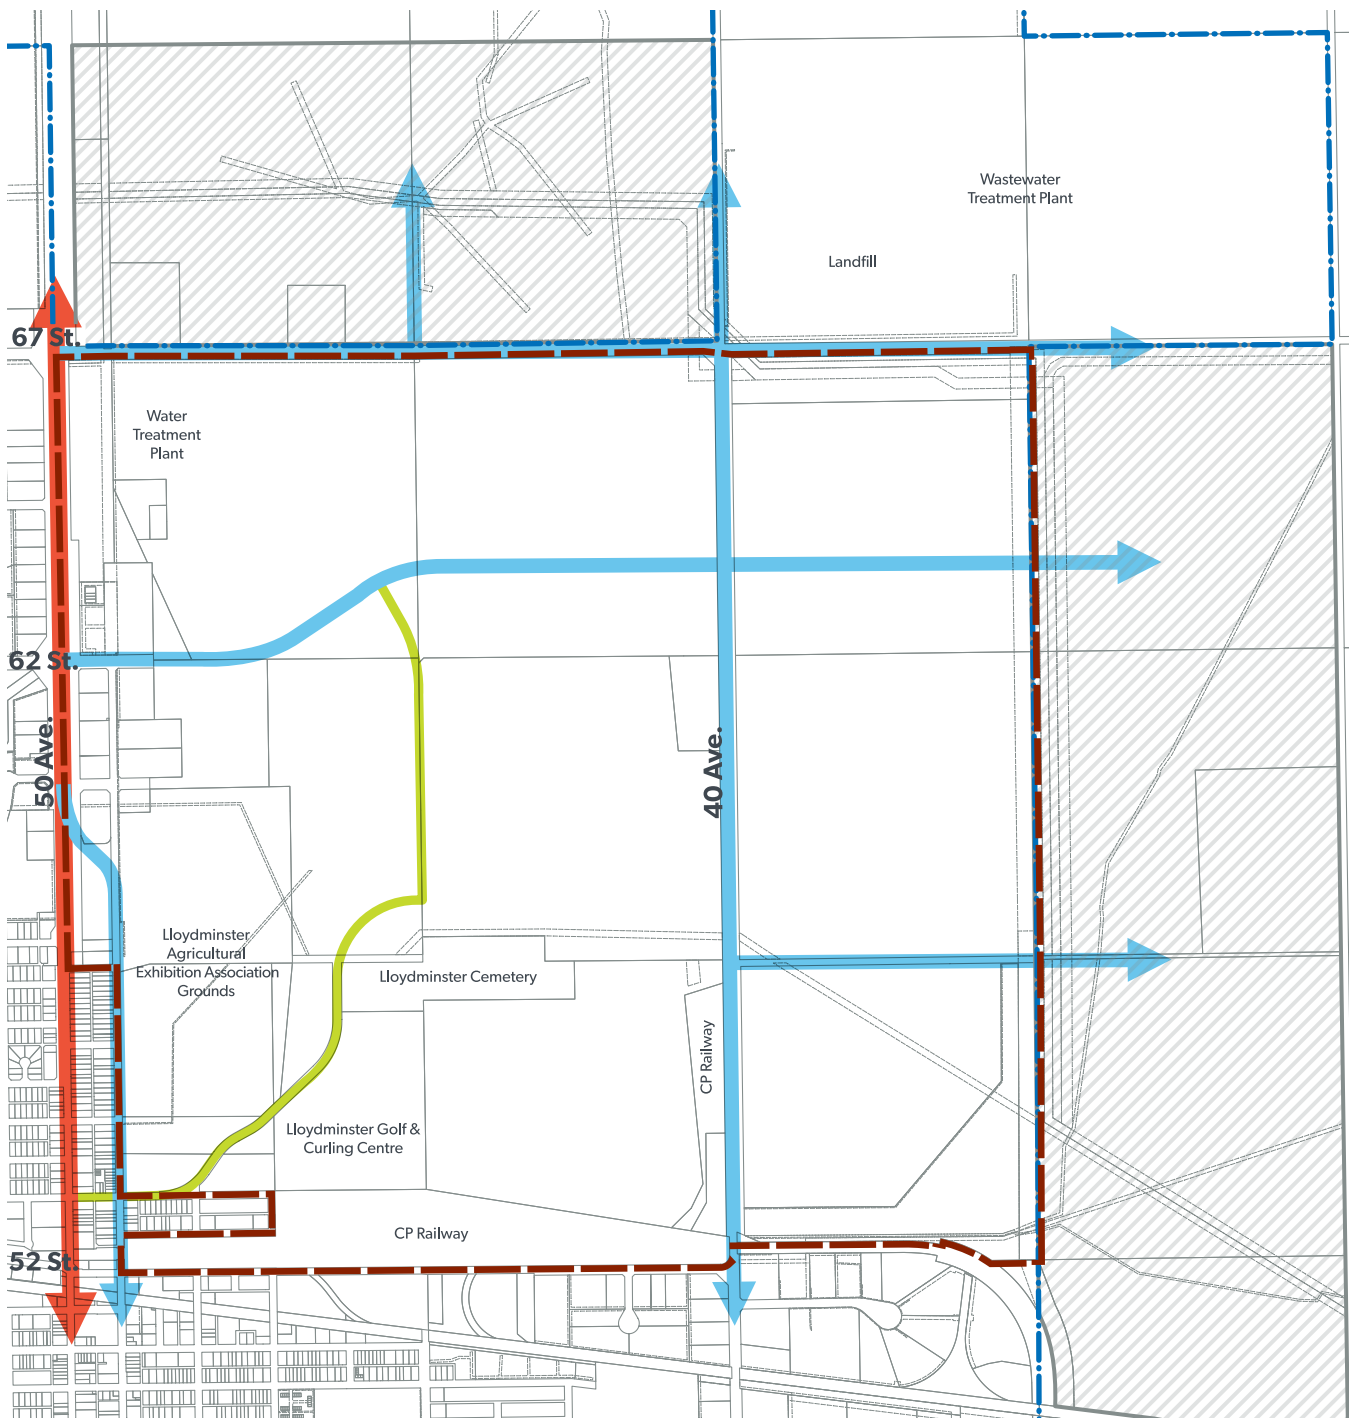 Wastewater
Treatment Plant
Landfill
67 St.
Water
Treatment
Plant
62 St.
50 Ave.
40 Ave.
Lloydminster
Agricultural
Exhibition Association
Grounds
Lloydminster Cemetery
CP Railway
Lloydminster Golf &
Curling Centre
CP Railway
52 St.